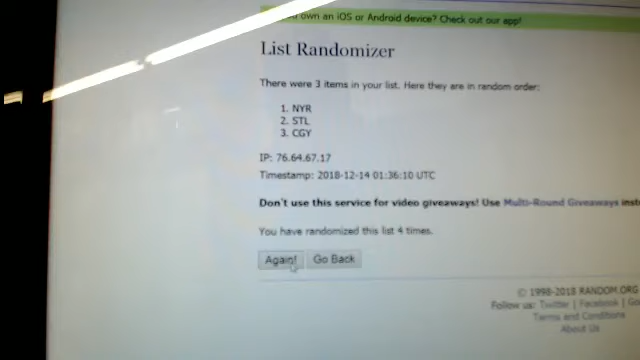 own an iOS or Android device? Check out our app!
List Randomizer
There were 3 items in your list. Here they are in random order:
1. NYR
2. STL
3. CGY
IP: 76.64.67.17
Timestamp: 2018-12-14 01:36:10 UTC
Don't use this service for video giveaways! Use Multi-Round Giveaways
You have randomized this list 4 times.
Again! Go Back
© 1998-2018 RANDOM.ORG
Follow us: Twitter | Facebook |
Terms and Conditions
About Us